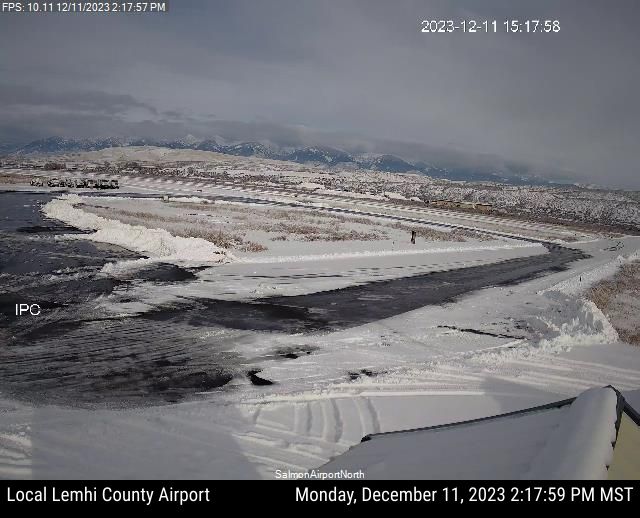 FPS: 10.11 12/11/2023 2:17:57 PM
2023-12-11 15:17:58
IPC
SalmonAirportNorth
Local Lemhi County Airport
Monday, December 11, 2023 2:17:59 PM MST